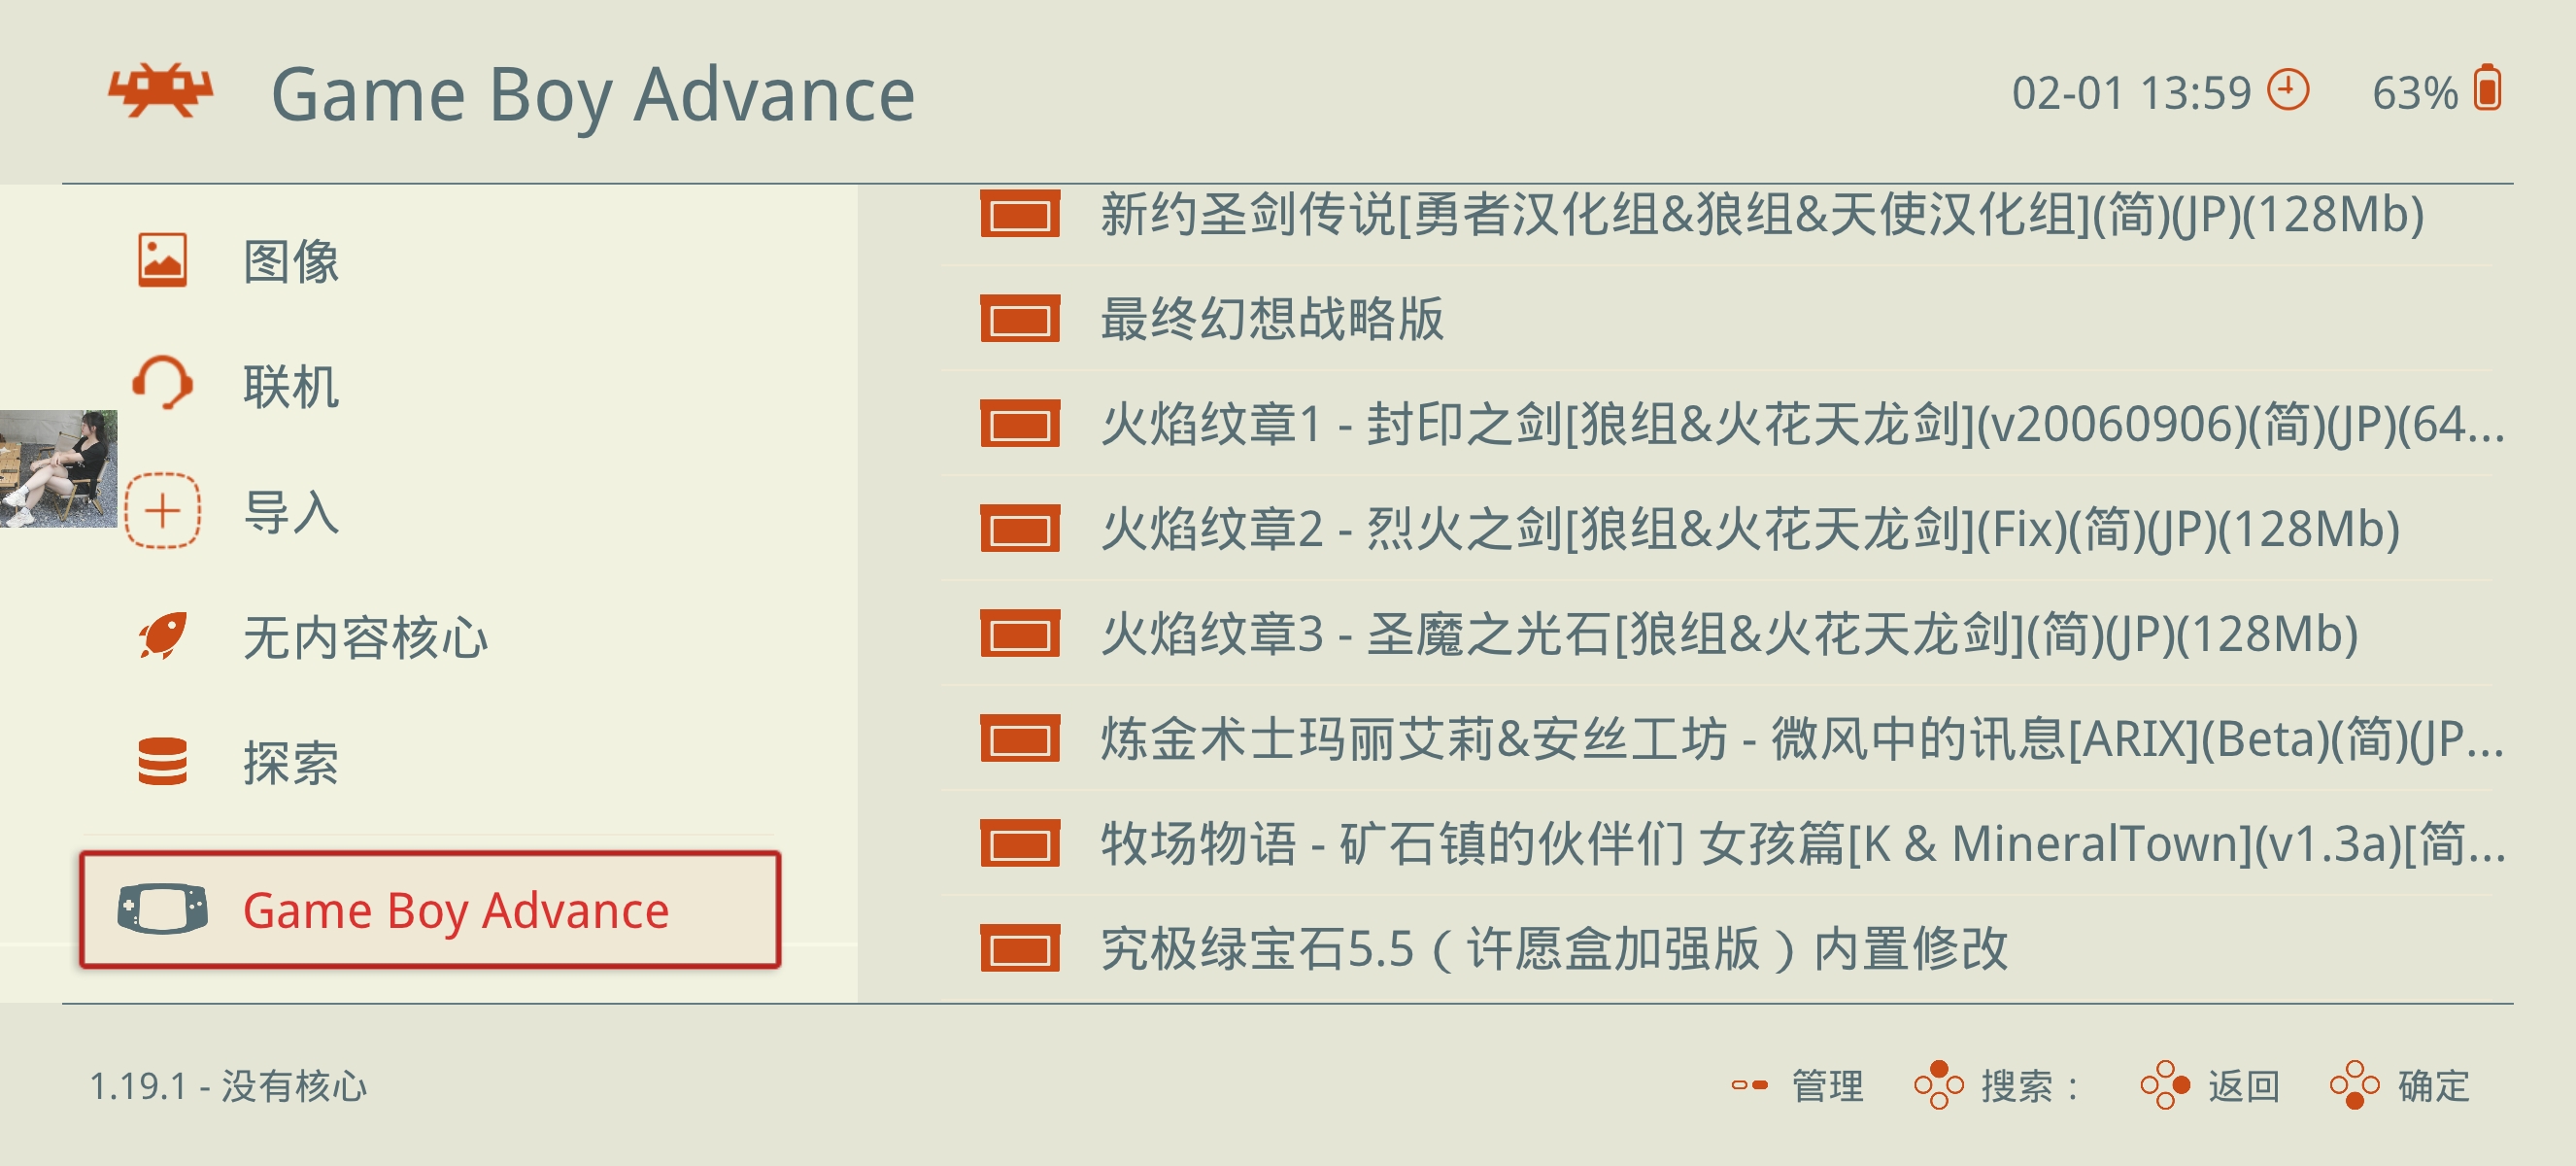 Game Boy Advance
02-01 13:59
63%
图像
联机
导入
无内容核心
探索
Game Boy Advance
新约圣剑传说[勇者汉化组&狼组&天使汉化组](简)(JP)(128Mb)
最终幻想战略版
火焰纹章1 - 封印之剑[狼组&火花天龙剑](v20060906)(简)(JP)(64...
火焰纹章2 - 烈火之剑[狼组&火花天龙剑](Fix)(简)(JP)(128Mb)
火焰纹章3 - 圣魔之光石[狼组&火花天龙剑](简)(JP)(128Mb)
炼金术士玛丽艾莉&安丝工坊 - 微风中的讯息[ARIX](Beta)(简)(JP...
牧场物语 - 矿石镇的伙伴们 女孩篇[K & MineralTown](v1.3a)[简...
究极绿宝石5.5（许愿盒加强版）内置修改
1.19.1 - 没有核心
管理
搜索：
返回
确定